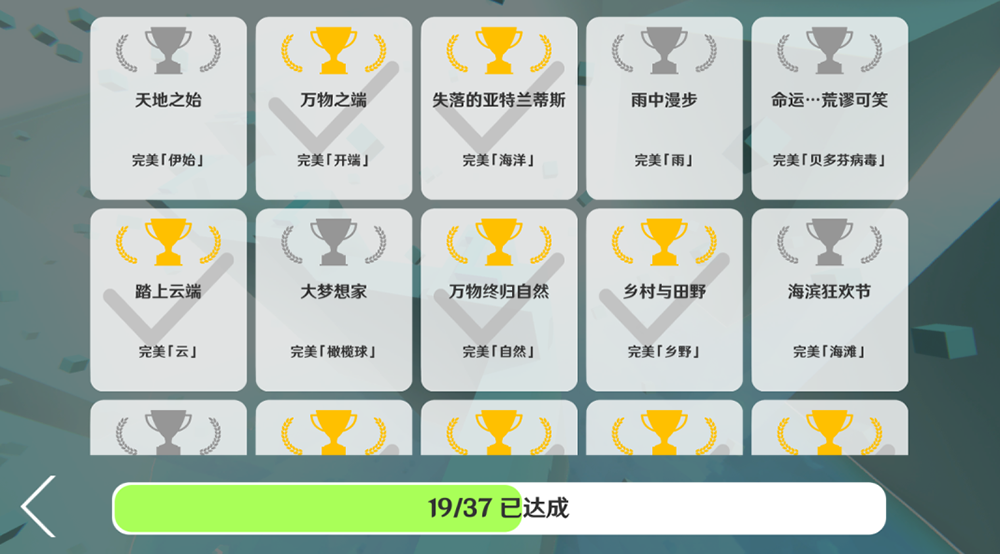 天地之始
万物之端
失落的亚特兰蒂斯
雨中漫步
命运…荒谬可笑
完美「伊始」
完美「开端」
完美「海洋」
完美「雨」
完美「贝多芬病毒」
踏上云端
大梦想家
万物终归自然
乡村与田野
海滨狂欢节
完美「云」
完美「橄榄球」
完美「自然」
完美「乡野」
完美「海滩」
19/37 已达成